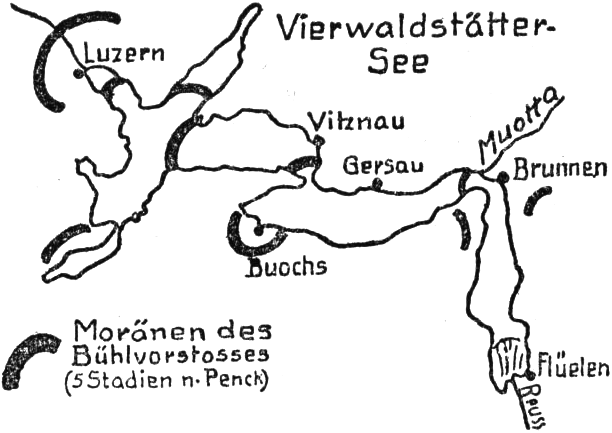 Vierwaldstätter-
See
Luzern
Vitznau
Muotta
Gersau
Brunnen
Buochs
Moränen des
Bühlvorstosses
(5 Stadien n. Penck)
Flüelen
Reuss